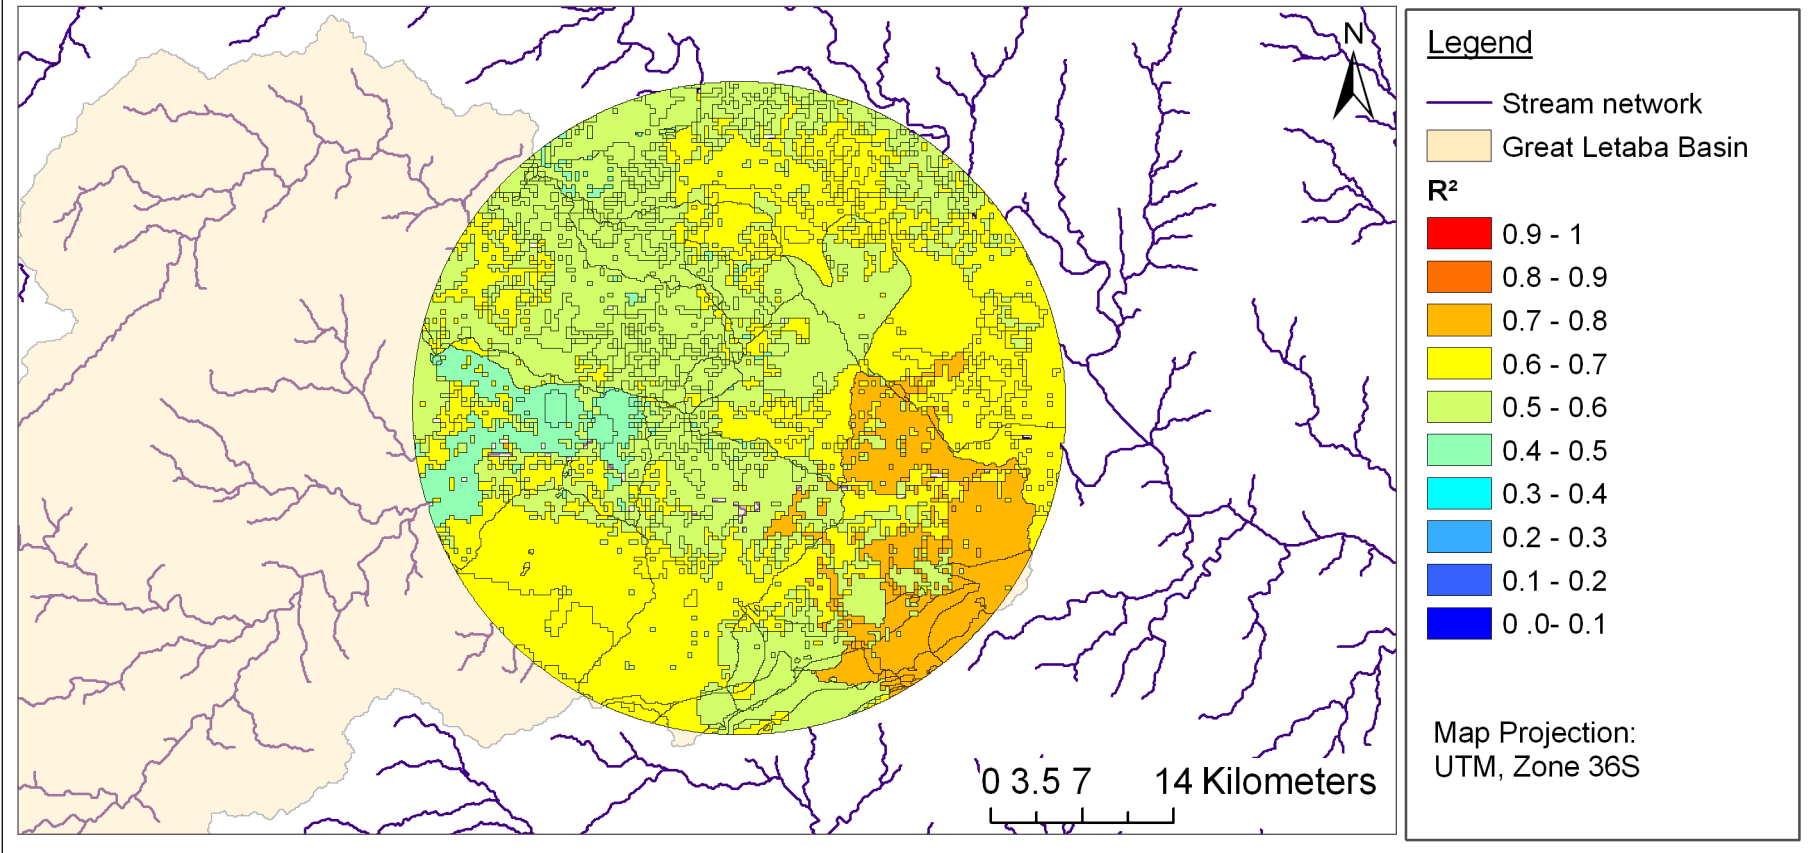 N
0 3.5 7 14 Kilometers
Legend
Stream network
Great Letaba Basin
R²
0.9 - 1
0.8 - 0.9
0.7 - 0.8
0.6 - 0.7
0.5 - 0.6
0.4 - 0.5
0.3 - 0.4
0.2 - 0.3
0.1 - 0.2
0 .0- 0.1
Map Projection:
UTM, Zone 36S